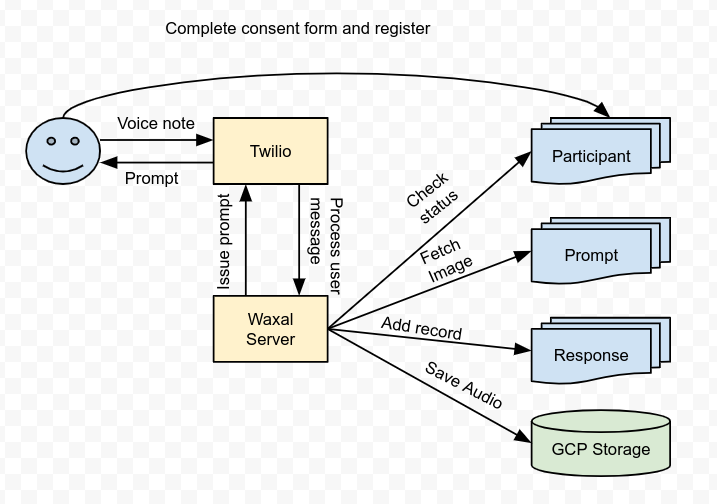 Complete consent form and register
Voice note
Twilio
Prompt
Issue prompt
Process user
message
Waxal
Server
Check
status
Fetch
Image
Add record
Save Audio
Participant
Prompt
Response
GCP Storage